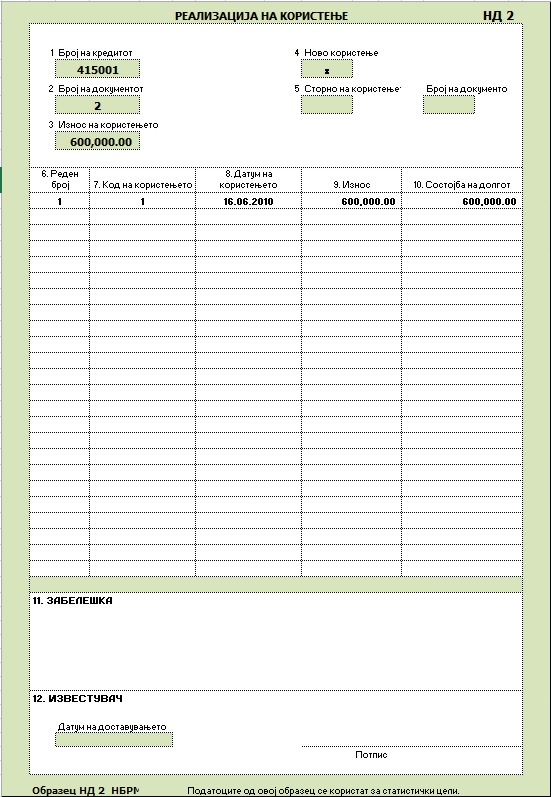 РЕАЛИЗАЦИЈА НА КОРИСТЕЊЕ НД 2
1 Број на кредитот 4 Ново користење
415001 x
2 Број на документот 5 Сторно на користење Број на документо
2
3 Износ на користењето
600,000.00
6. Реден број 7. Код на користењето 8. Датум на користењето 9. Износ 10. Состојба на долгот
1 1 16.06.2010 600,000.00 600,000.00
11. ЗАБЕЛЕШКА
12. ИЗВЕСТУВАЧ
Датум на доставувањето
Потпис
Образец НД 2 НБРМ Податоците од овој образец се користат за статистички цели.